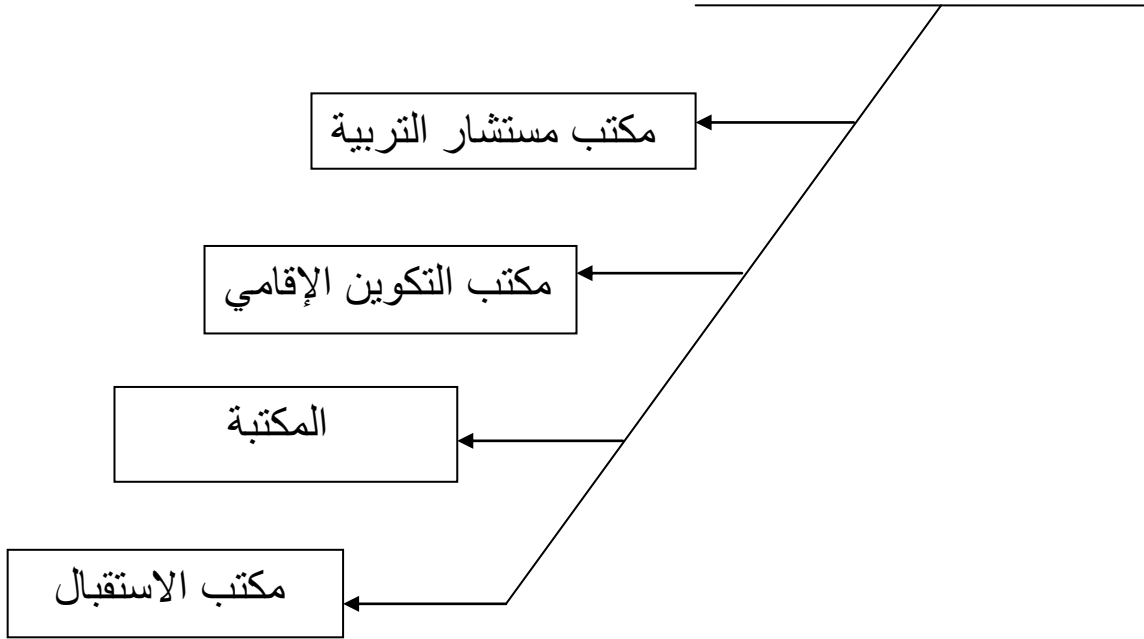 مكتب مستشار التربية
مكتب التكوين الإقامي
المكتبة
مكتب الاستقبال